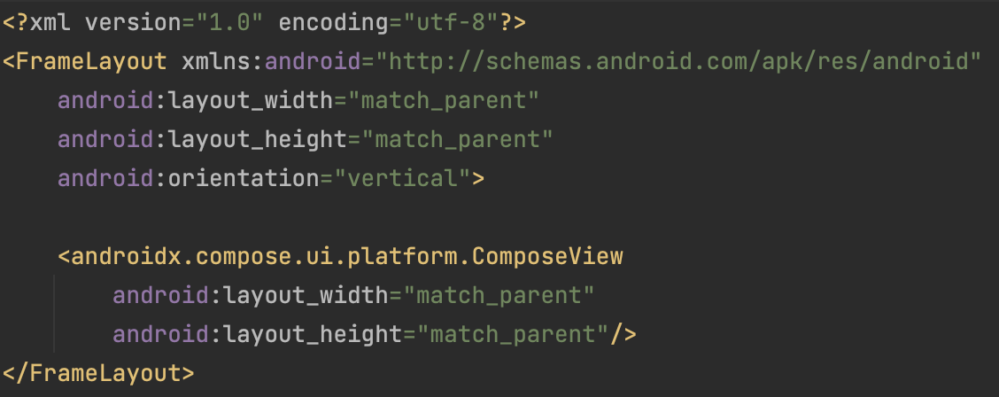 <?xml version="1.0" encoding="utf-8"?>
<FrameLayout xmlns:android="http://schemas.android.com/apk/res/android"
    android:layout_width="match_parent"
    android:layout_height="match_parent"
    android:orientation="vertical">

    <androidx.compose.ui.platform.ComposeView
        android:layout_width="match_parent"
        android:layout_height="match_parent"/>
</FrameLayout>